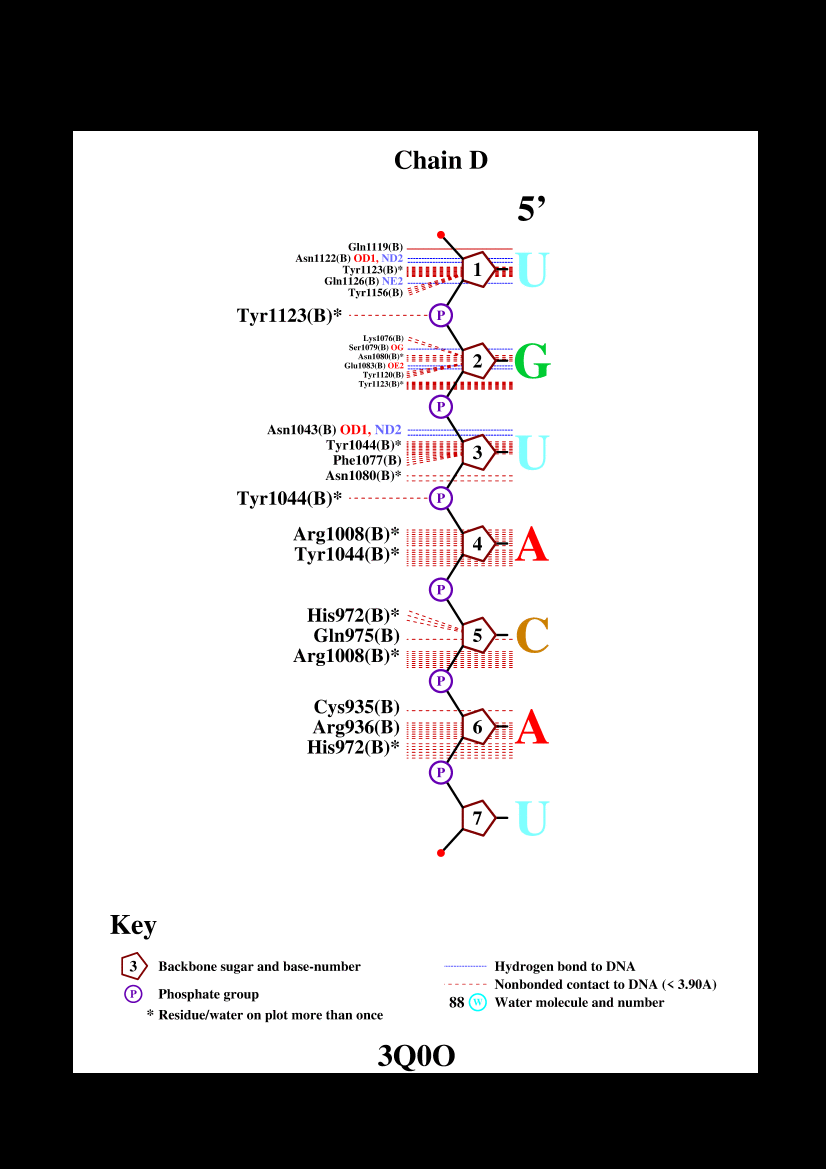 Chain D
5’
Gln1119(B)
Asn1122(B) OD1, ND2
Tyr1123(B)*
Gln1126(B) NE2
Tyr1156(B)
1 U
Tyr1123(B)* P
Lys1076(B)
Ser1079(B) OG
Asn1080(B)*
Glu1083(B) OE2
Tyr1120(B)
Tyr1123(B)*
2 G
P
Asn1043(B) OD1, ND2
Tyr1044(B)*
Phe1077(B)
Asn1080(B)*
3 U
Tyr1044(B)* P
Arg1008(B)*
Tyr1044(B)*
4 A
P
His972(B)*
Gln975(B)
Arg1008(B)*
5 C
P
Cys935(B)
Arg936(B)
His972(B)*
6 A
P
7 U
Key
3 Backbone sugar and base-number
P Phosphate group
* Residue/water on plot more than once
Hydrogen bond to DNA
Nonbonded contact to DNA (< 3.90A)
88 W Water molecule and number
3Q0O